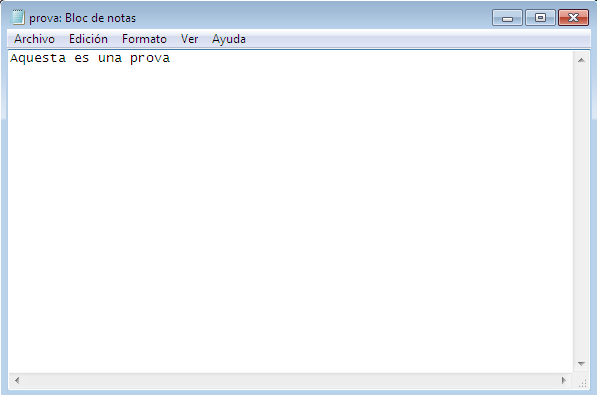 prova: Bloc de notas
Archivo Edición Formato Ver Ayuda
Aquesta es una prova